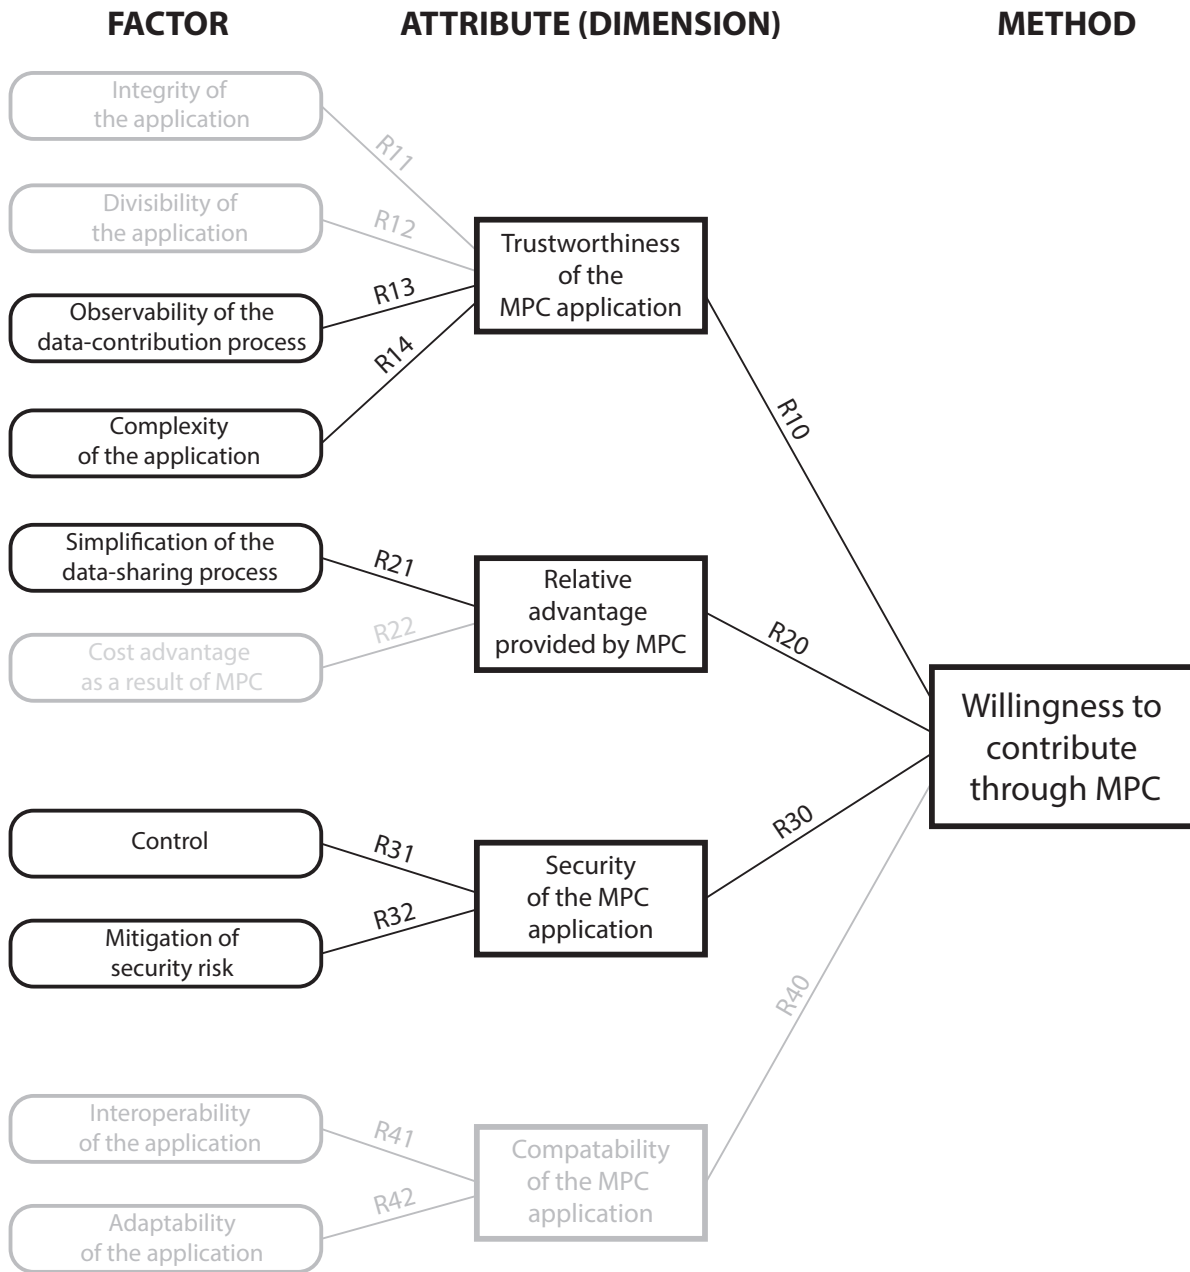 FACTOR
ATTRIBUTE (DIMENSION)
METHOD
Integrity of
the application
R11
Divisibility of
the application
R12
Observability of the
data-contribution process
R13
Complexity
of the application
R14
Trustworthiness
of the
MPC application
R10
Simplification of the
data-sharing process
R21
Cost advantage
as a result of MPC
R22
Relative
advantage
provided by MPC
R20
Willingness to
contribute
through MPC
Control
R31
Mitigation of
security risk
R32
Security
of the MPC
application
R30
Interoperability
of the application
R41
Adaptability
of the application
R42
Compatability
of the MPC
application
R40